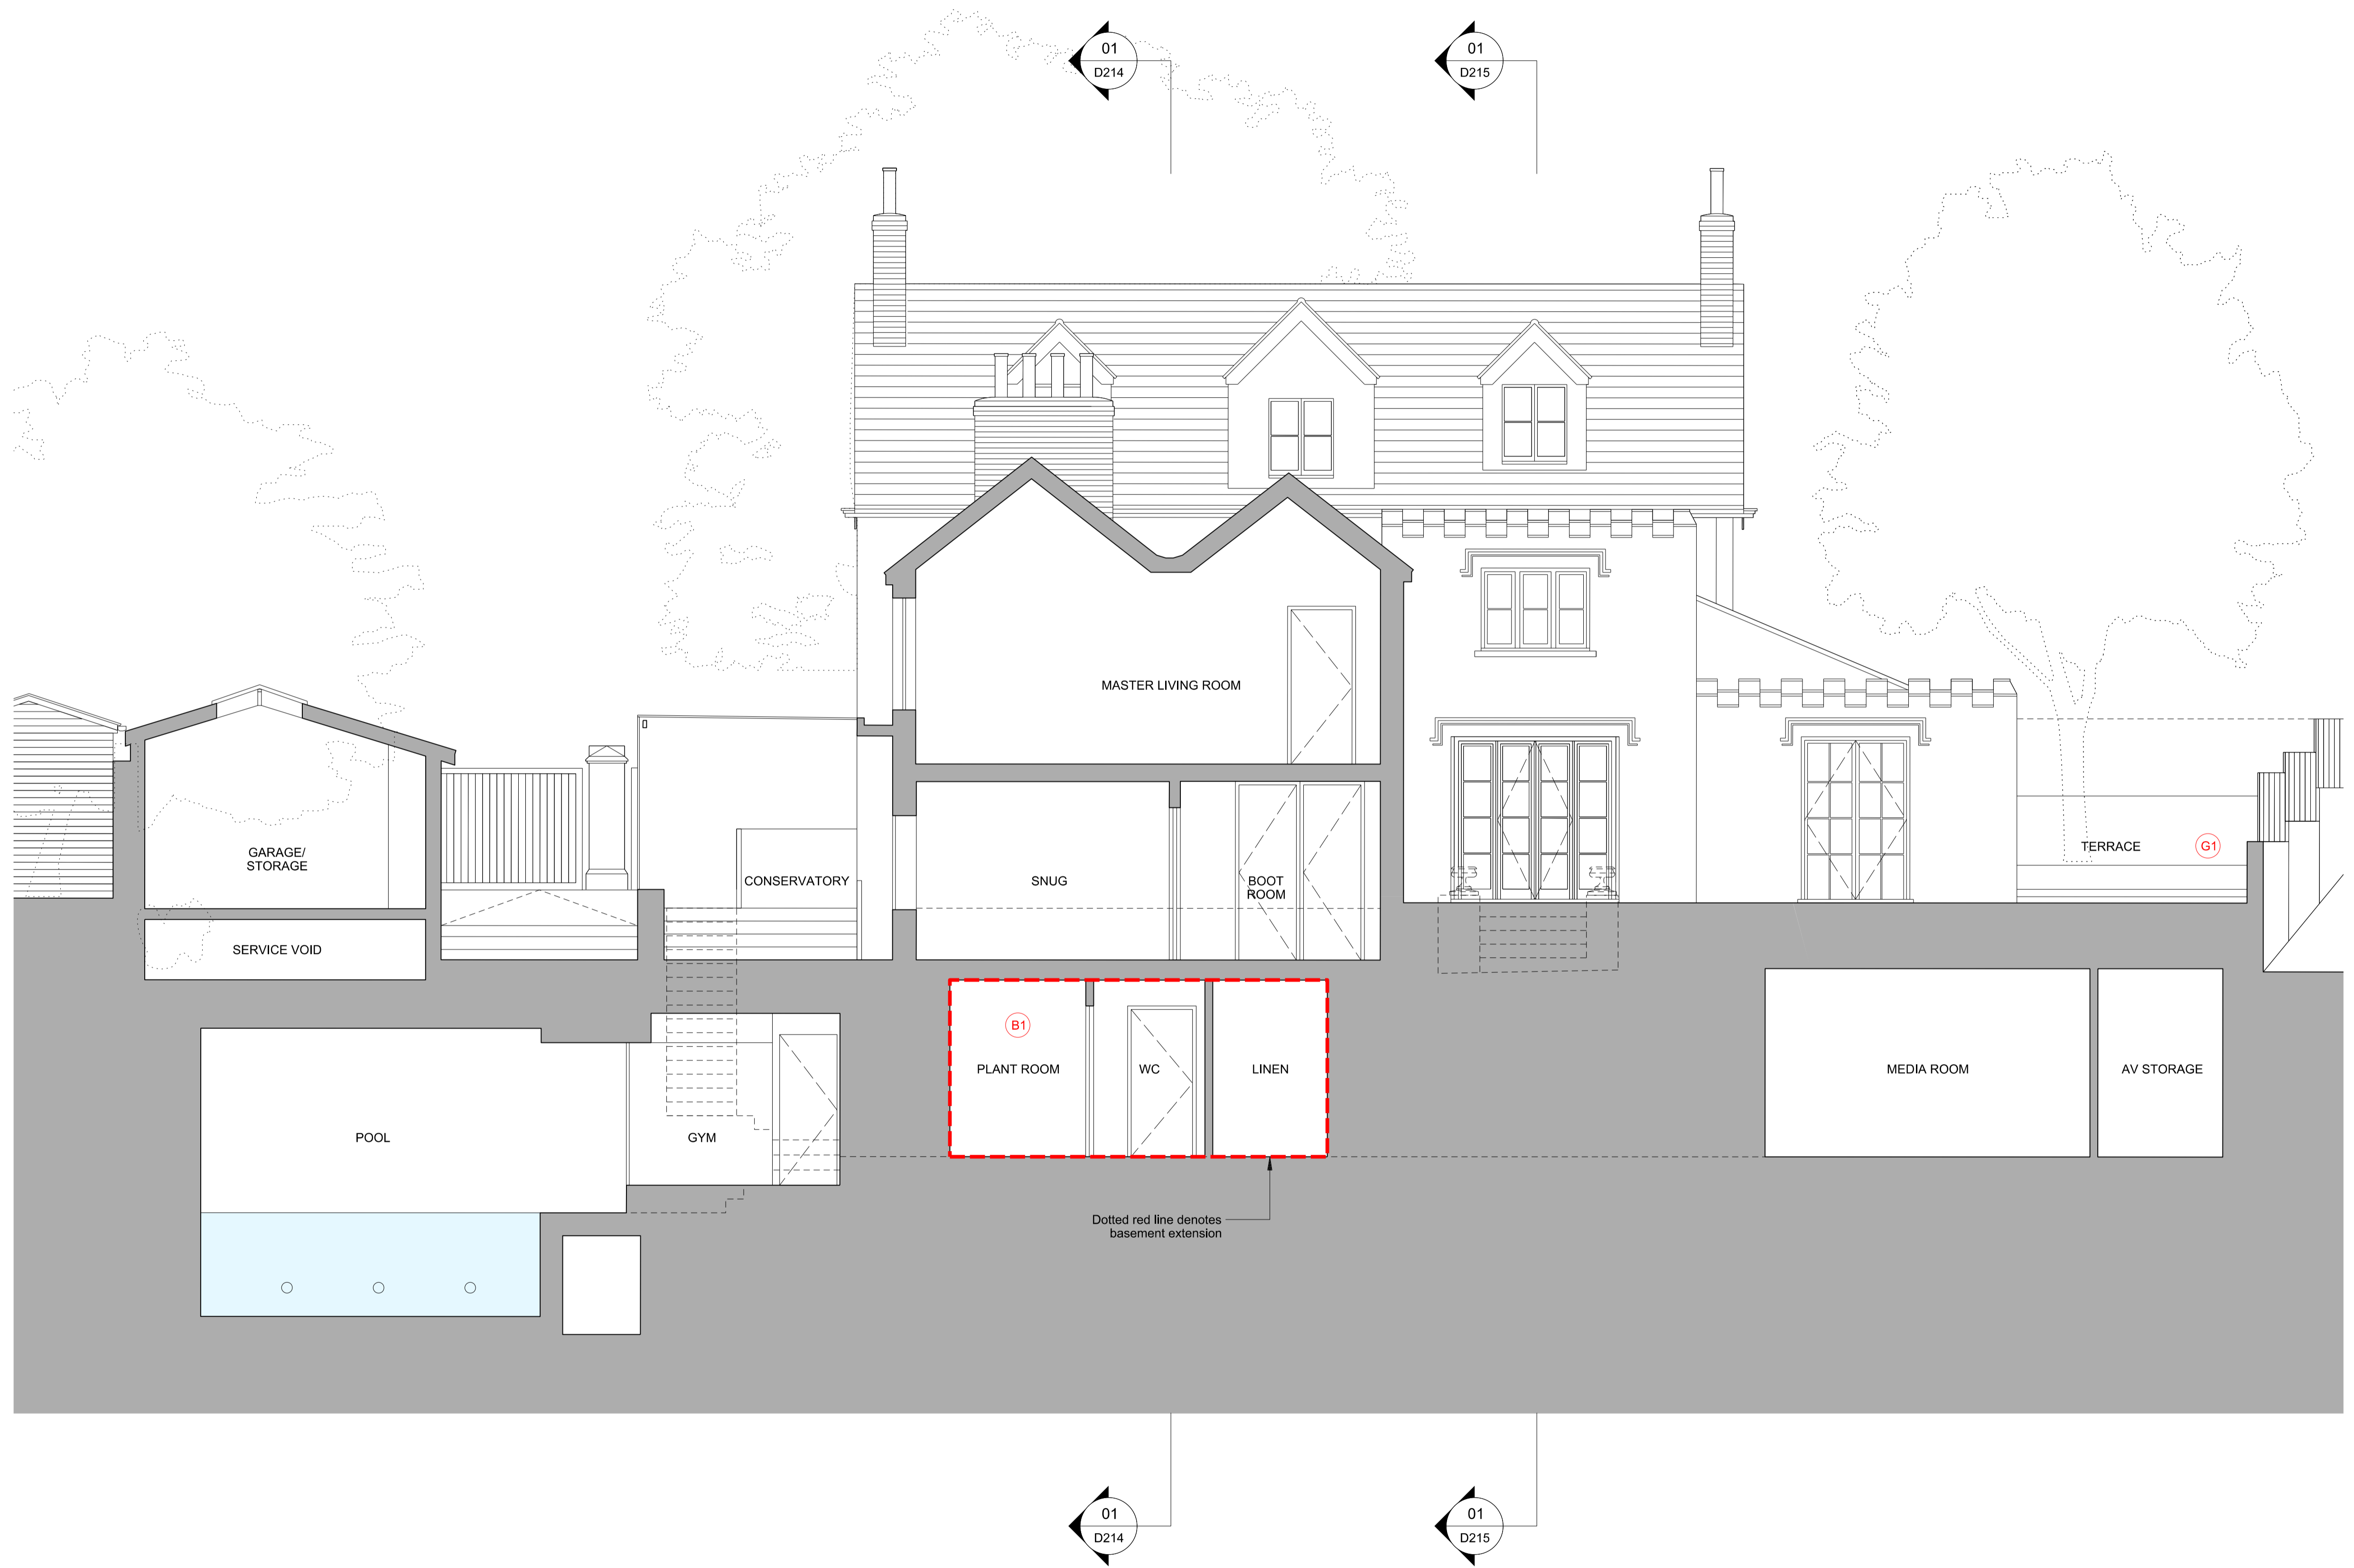 01
D214
01
D215
MASTER LIVING ROOM
GARAGE/
STORAGE
CONSERVATORY
SNUG
BOOT
ROOM
TERRACE
G1
SERVICE VOID
B1
PLANT ROOM
WC
LINEN
MEDIA ROOM
AV STORAGE
POOL
GYM
Dotted red line denotes
basement extension
01
D214
01
D215